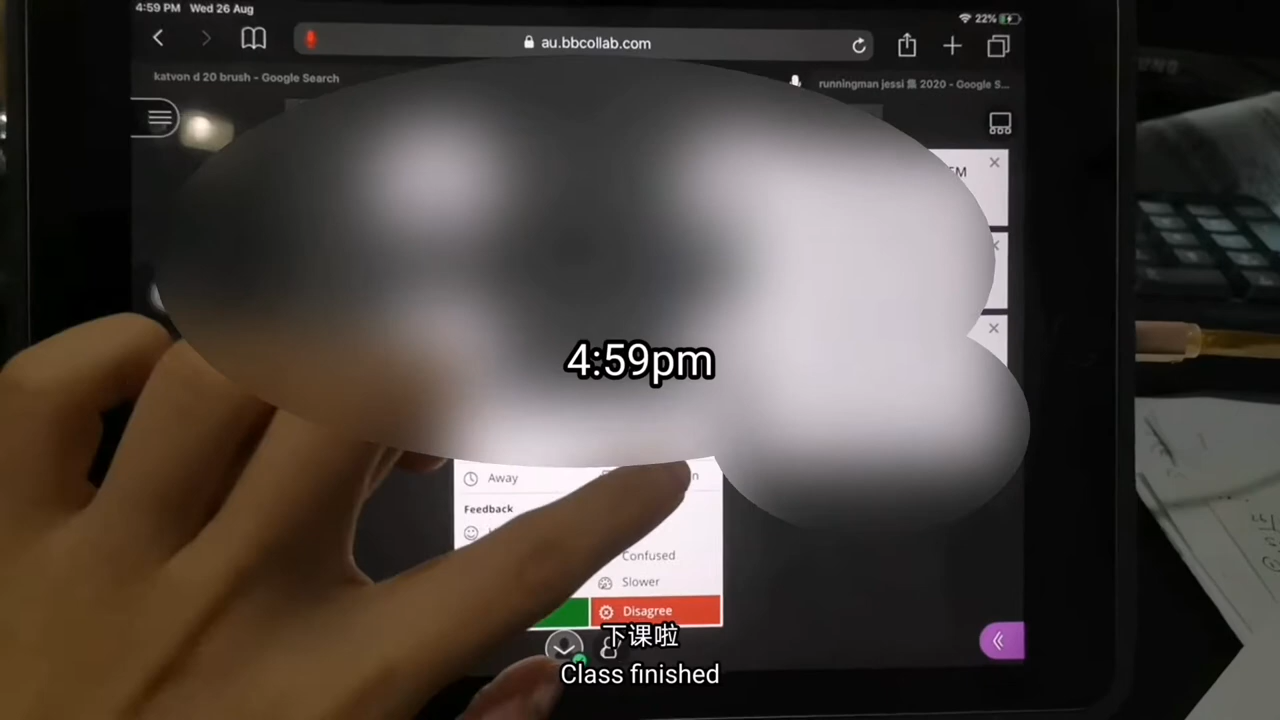 4:59 PM Wed 26 Aug
22%
au.bbcollab.com
katvon d 20 brush - Google Search
runningman jessi 集 2020 - Google S...
4:59pm
Away
Feedback
Confused
Slower
Disagree
下课啦
Class finished